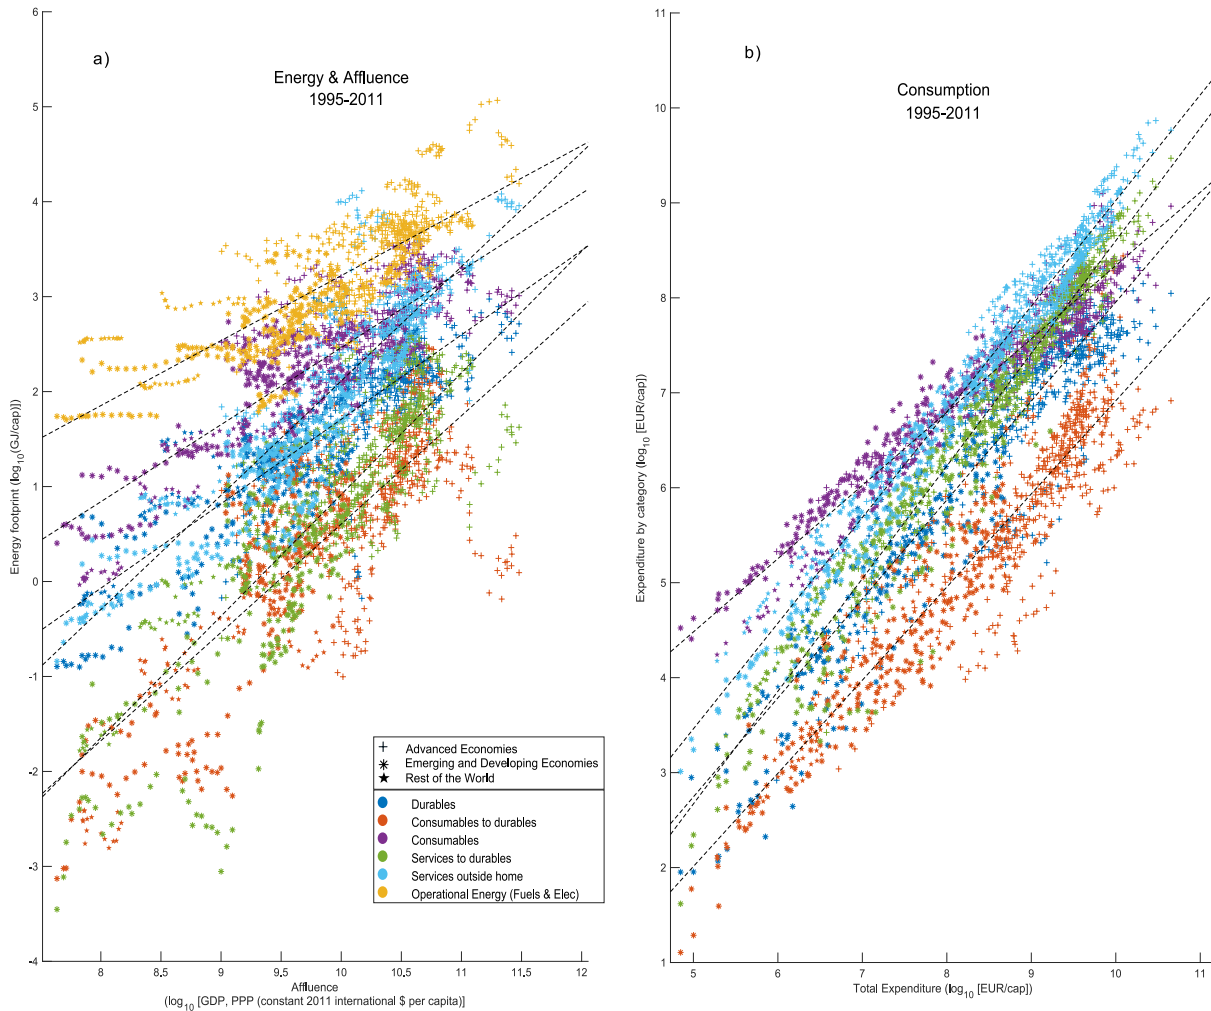 a)
Energy & Affluence
1995-2011
6
5
4
3
2
1
0
-1
-2
-3
-4
Energy footprint (log10(GJ/cap)])
8
8.5
9
9.5
10
10.5
11
11.5
12
Affluence
(log10 [GDP, PPP (constant 2011 international $ per capita)]
Advanced Economies
Emerging and Developing Economies
Rest of the World
Durables
Consumables to durables
Consumables
Services to durables
Services outside home
Operational Energy (Fuels & Elec)
b)
Consumption
1995-2011
11
10
9
8
7
6
5
4
3
2
1
Expenditure by category (log10 [EUR/cap])
5
6
7
8
9
10
11
Total Expenditure (log10 [EUR/cap])